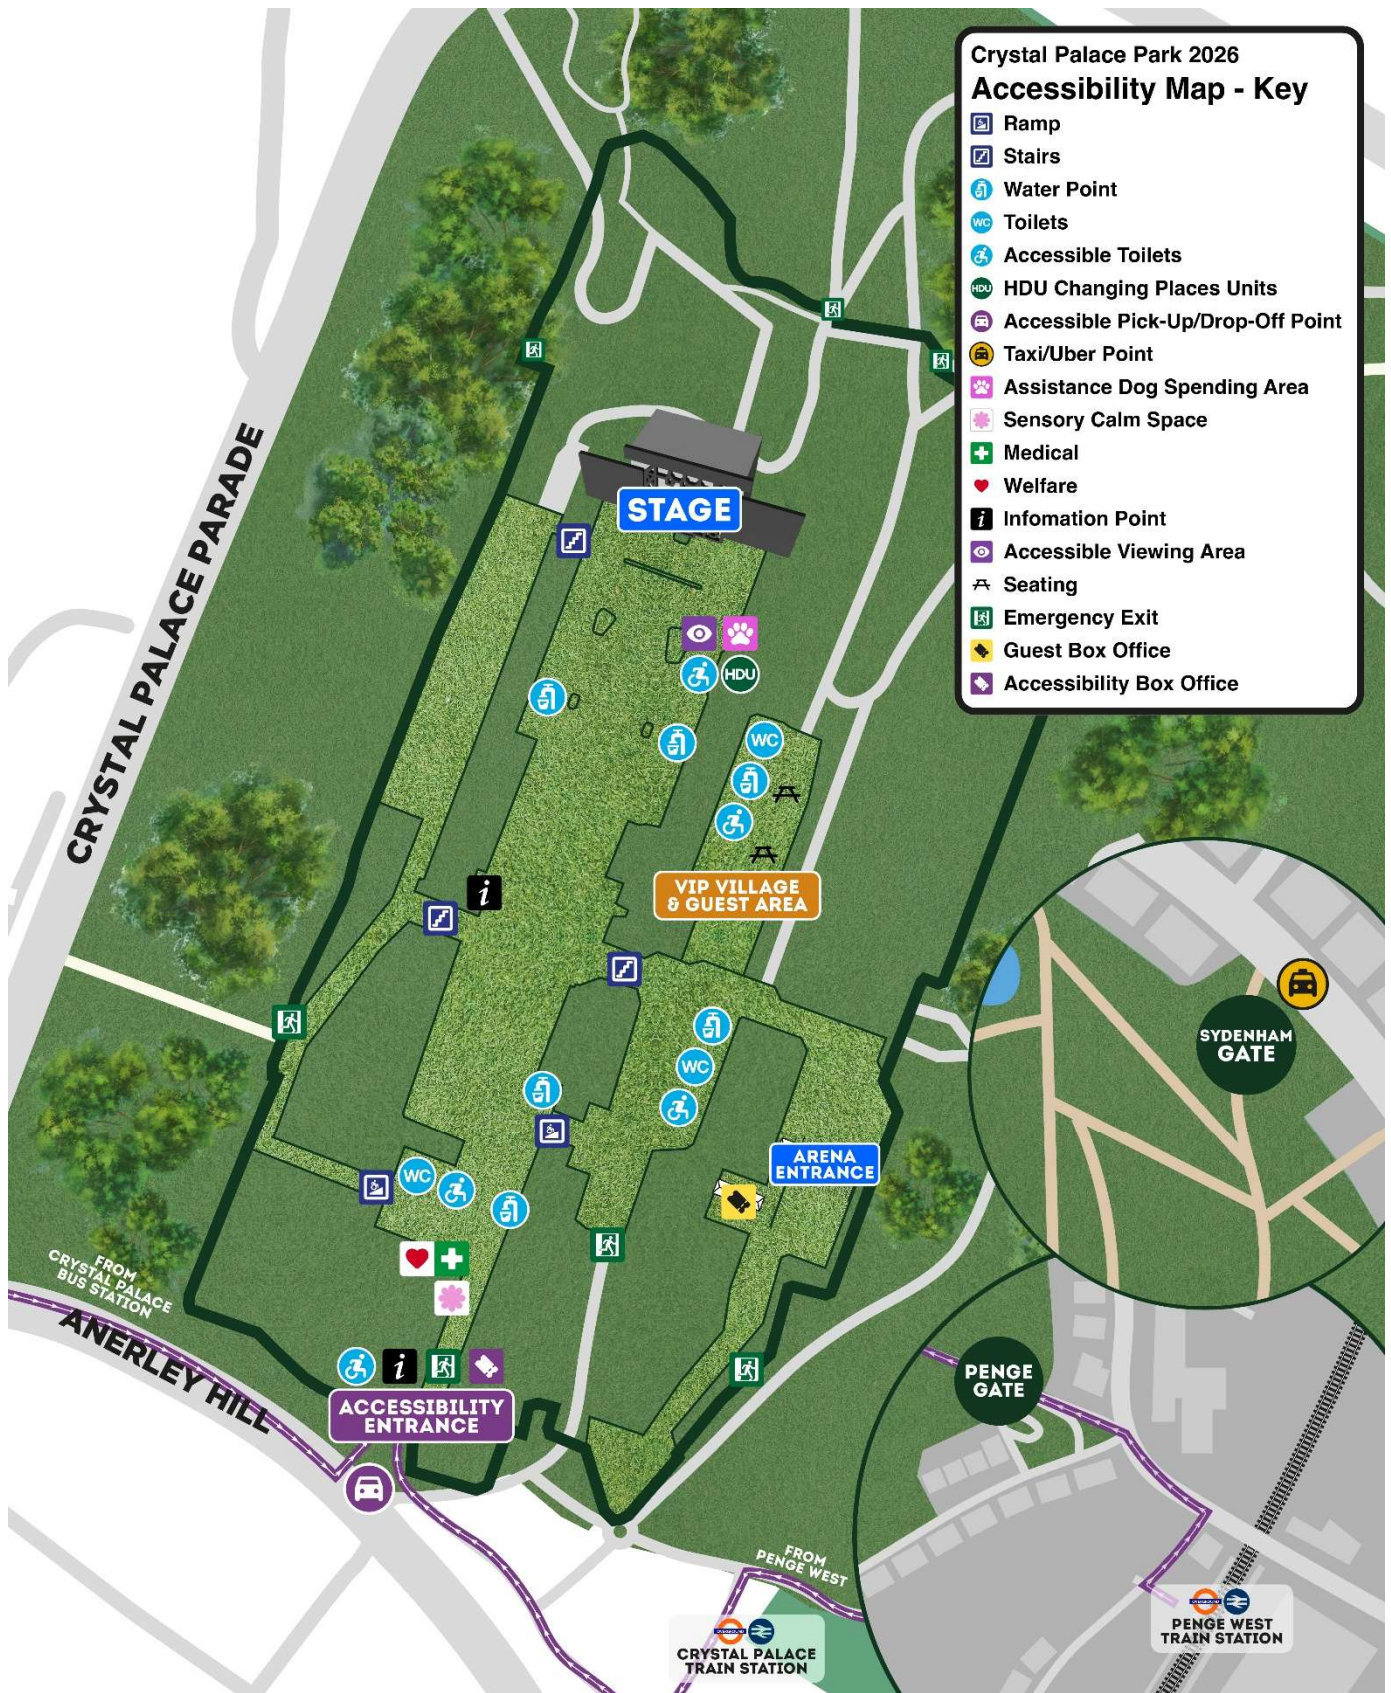 Crystal Palace Park 2026
Accessibility Map - Key
Ramp
Stairs
Water Point
WC Toilets
Accessible Toilets
HDU HDU Changing Places Units
Accessible Pick-Up/Drop-Off Point
Taxi/Uber Point
Assistance Dog Spending Area
Sensory Calm Space
Medical
Welfare
i Infomation Point
Accessible Viewing Area
Seating
Emergency Exit
Guest Box Office
Accessibility Box Office
CRYSTAL PALACE PARADE
STAGE
HDU
WC
i
VIP VILLAGE
& GUEST AREA
WC
SYDENHAM
GATE
ARENA
ENTRANCE
WC
FROM
CRYSTAL PALACE
BUS STATION
ANERLEY HILL
i
ACCESSIBILITY
ENTRANCE
PENGE
GATE
FROM
PENGE WEST
OVERGROUND
CRYSTAL PALACE
TRAIN STATION
OVERGROUND
PENGE WEST
TRAIN STATION